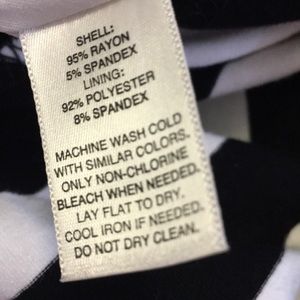 SHELL:
95% RAYON
5% SPANDEX
LINING:
92% POLYESTER
8% SPANDEX
MACHINE WASH COLD
WITH SIMILAR COLORS.
ONLY NON-CHLORINE
BLEACH WHEN NEEDED.
LAY FLAT TO DRY.
COOL IRON IF NEEDED.
DO NOT DRY CLEAN.